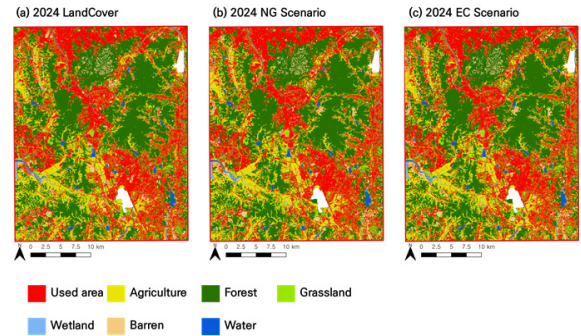 (a) 2024 LandCover (b) 2024 NG Scenario (c) 2024 EC Scenario
N N N
0 2.5 5 7.5 10 km 0 2.5 5 7.5 10 km 0 2.5 5 7.5 10 km
Used area Agriculture Forest Grassland
Wetland Barren Water